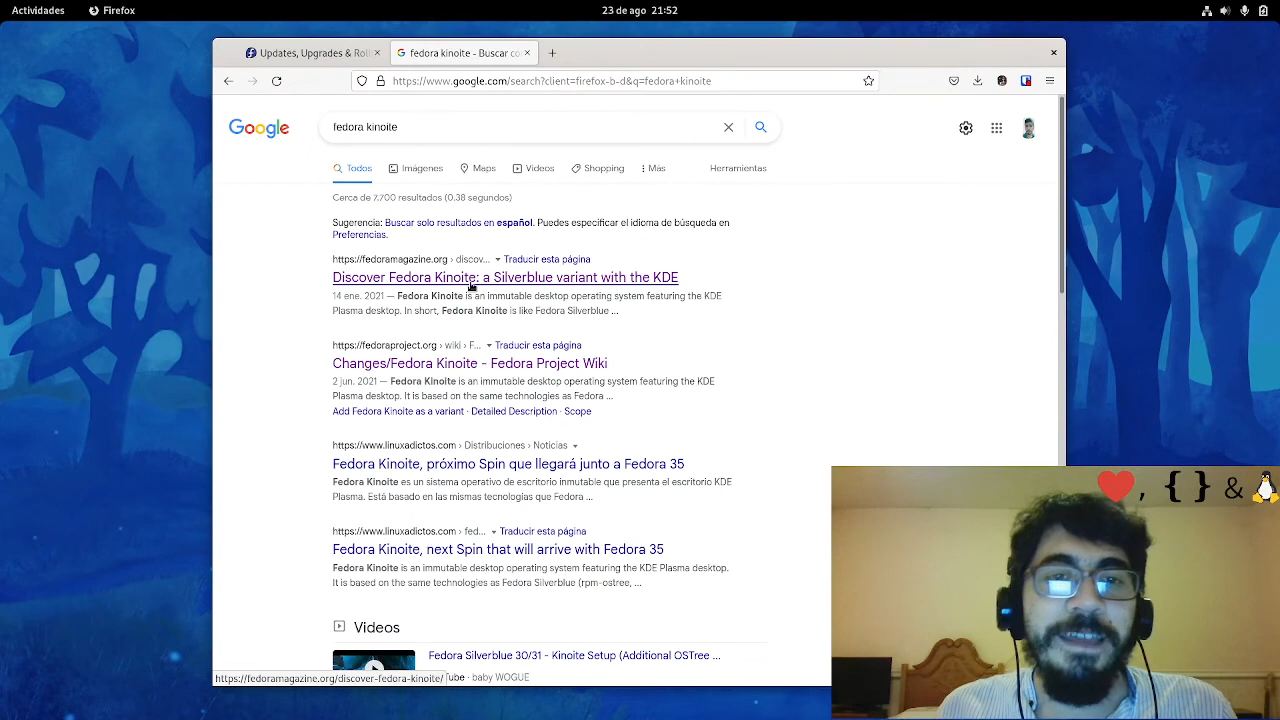 Actividades
Firefox
23 de ago 21:52
Updates, Upgrades & Roll
fedora kinoite - Buscar co
https://www.google.com/search?client=firefox-b-d&q=fedora+kinoite
Google
fedora kinoite
Todos
Imágenes
Maps
Videos
Shopping
Más
Herramientas
Cerca de 7,700 resultados (0.38 segundos)
Sugerencia: Buscar solo resultados en español. Puedes especificar el idioma de búsqueda en
Preferencias.
https://fedoramagazine.org › discov... Traducir esta página
Discover Fedora Kinoite: a Silverblue variant with the KDE
14 ene. 2021 — Fedora Kinoite is an immutable desktop operating system featuring the KDE
Plasma desktop. In short, Fedora Kinoite is like Fedora Silverblue ...
https://fedoraproject.org › wiki › F... Traducir esta página
Changes/Fedora Kinoite - Fedora Project Wiki
2 jun. 2021 — Fedora Kinoite is an immutable desktop operating system featuring the KDE
Plasma desktop. It is based on the same technologies as Fedora ...
Add Fedora Kinoite as a variant · Detailed Description · Scope
https://www.linuxadictos.com › Distribuciones › Noticias
Fedora Kinoite, próximo Spin que llegará junto a Fedora 35
Fedora Kinoite es un sistema operativo de escritorio inmutable que presenta el escritorio KDE
Plasma. Está basado en las mismas tecnologías que Fedora ...
https://www.linuxadictos.com › fed... Traducir esta página
Fedora Kinoite, next Spin that will arrive with Fedora 35
Fedora Kinoite is an immutable desktop operating system featuring the KDE Plasma desktop.
It is based on the same technologies as Fedora Silverblue (rpm-ostree, ...
Videos
Fedora Silverblue 30/31 - Kinoite Setup (Additional OSTree ...
Tube · baby WOGUE
https://fedoramagazine.org/discover-fedora-kinoite/
, { } &